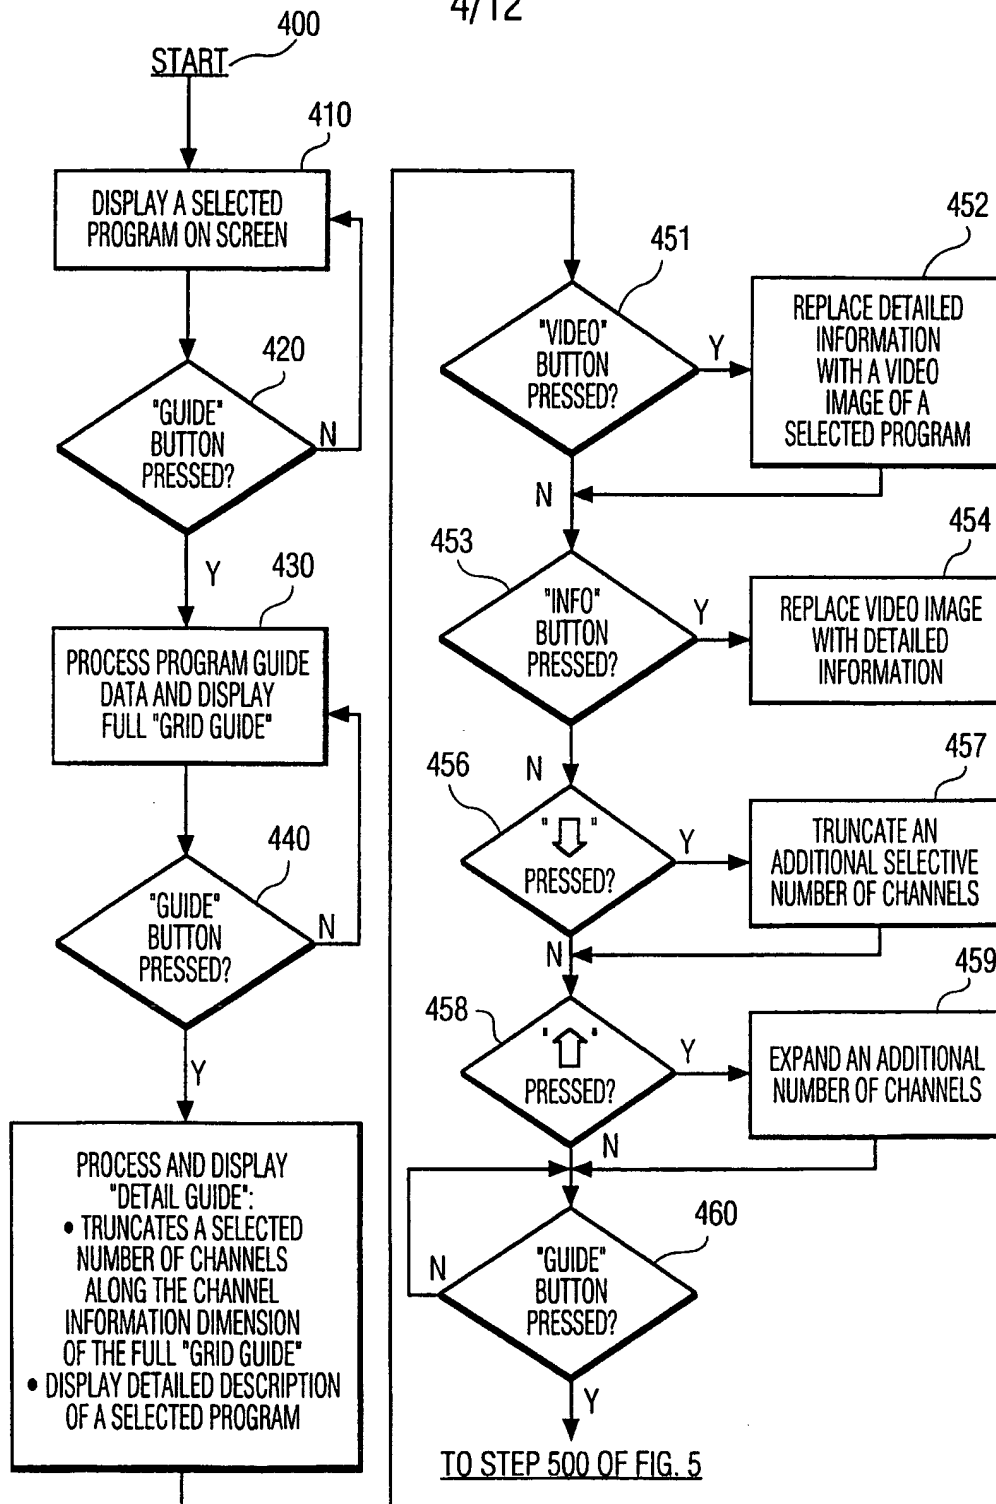 4/12
START
400
410
DISPLAY A SELECTED
PROGRAM ON SCREEN
420
"GUIDE"
BUTTON
PRESSED?
N
Y
430
PROCESS PROGRAM GUIDE
DATA AND DISPLAY
FULL "GRID GUIDE"
440
"GUIDE"
BUTTON
PRESSED?
N
Y
PROCESS AND DISPLAY
"DETAIL GUIDE":
• TRUNCATES A SELECTED
NUMBER OF CHANNELS
ALONG THE CHANNEL
INFORMATION DIMENSION
OF THE FULL "GRID GUIDE"
• DISPLAY DETAILED DESCRIPTION
OF A SELECTED PROGRAM
451
"VIDEO"
BUTTON
PRESSED?
Y
N
452
REPLACE DETAILED
INFORMATION
WITH A VIDEO
IMAGE OF A
SELECTED PROGRAM
453
"INFO"
BUTTON
PRESSED?
Y
N
454
REPLACE VIDEO IMAGE
WITH DETAILED
INFORMATION
456
"⇩"
PRESSED?
Y
N
457
TRUNCATE AN
ADDITIONAL SELECTIVE
NUMBER OF CHANNELS
458
"⇧"
PRESSED?
Y
N
459
EXPAND AN ADDITIONAL
NUMBER OF CHANNELS
460
"GUIDE"
BUTTON
PRESSED?
N
Y
TO STEP 500 OF FIG. 5